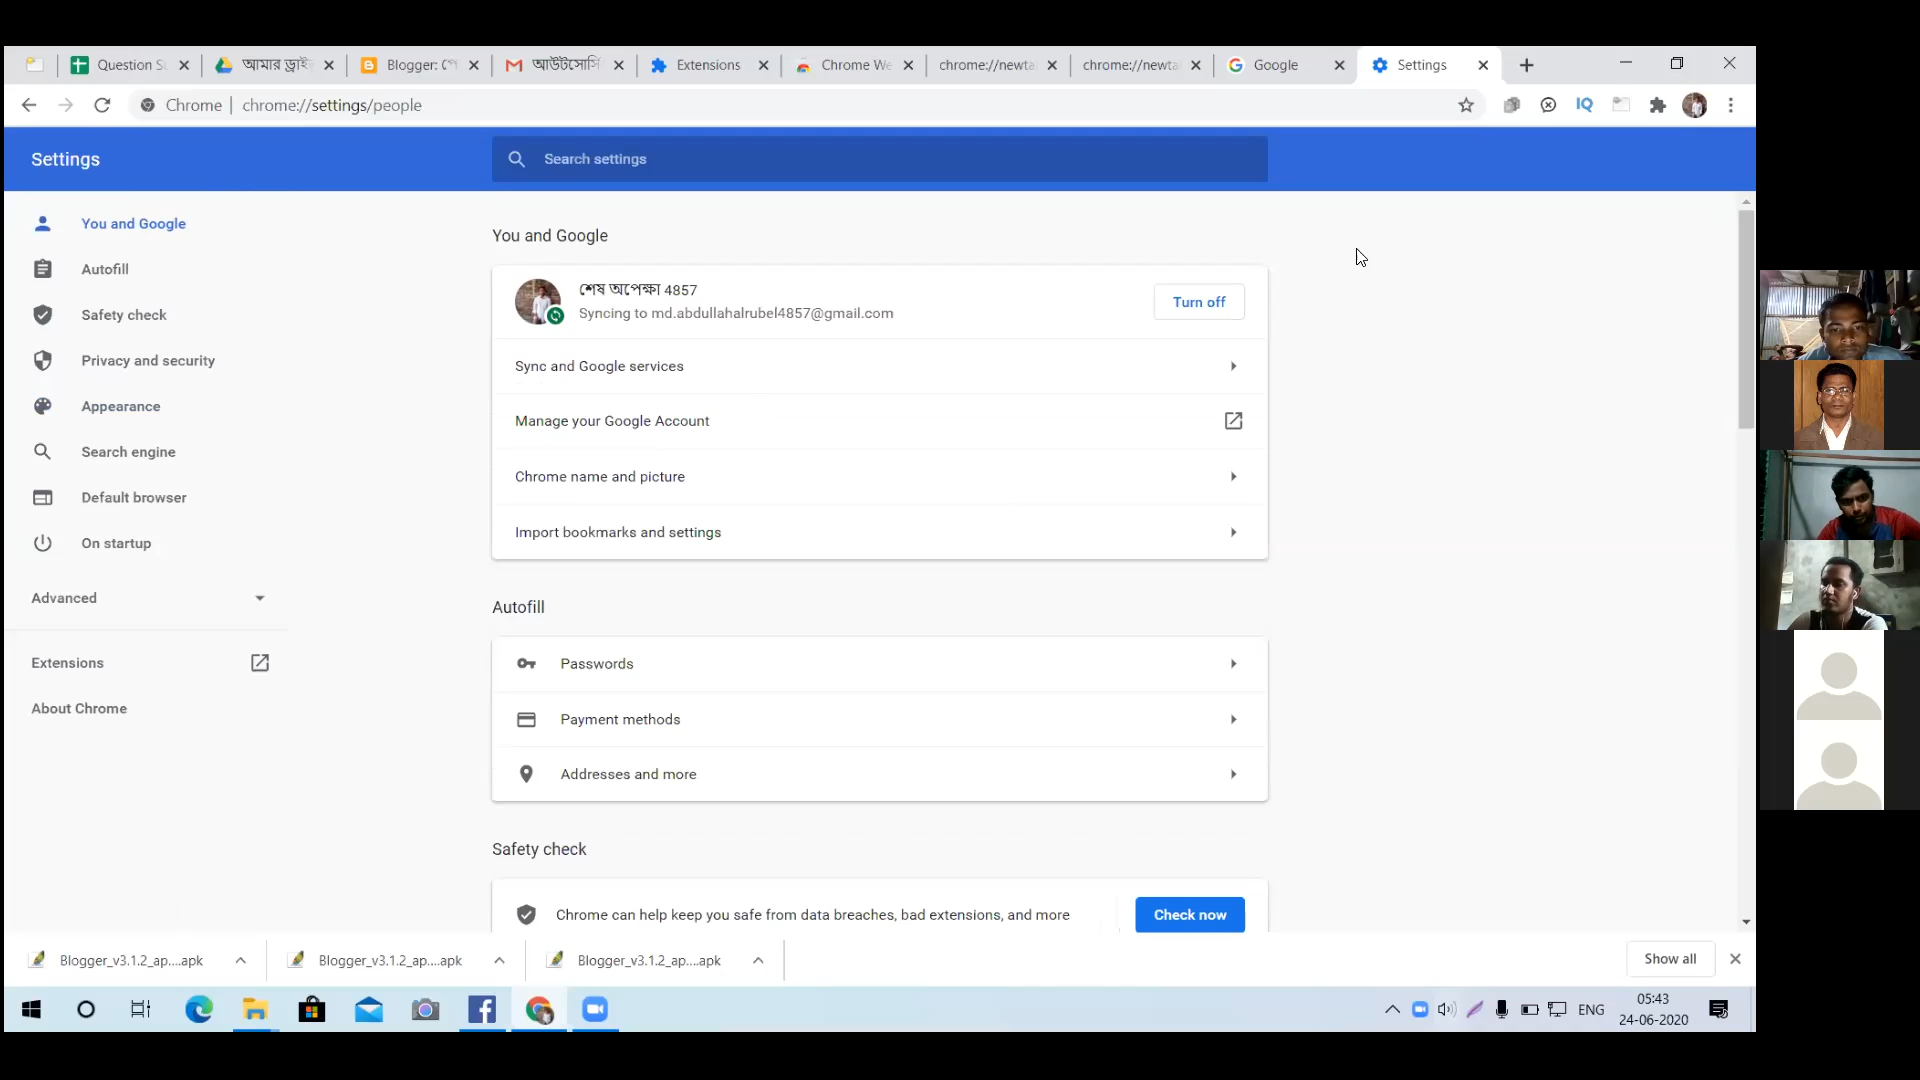 Question S
আমার ড্রাই
Blogger: পে
আউটসোর্সি
Extensions
Chrome We
chrome://newta
chrome://newta
Google
Settings
Chrome | chrome://settings/people
IQ
Settings
Search settings
You and Google
Autofill
Safety check
Privacy and security
Appearance
Search engine
Default browser
On startup
Advanced
Extensions
About Chrome
You and Google
শেষ অপেক্ষা 4857
Syncing to md.abdullahalrubel4857@gmail.com
Turn off
Sync and Google services
Manage your Google Account
Chrome name and picture
Import bookmarks and settings
Autofill
Passwords
Payment methods
Addresses and more
Safety check
Chrome can help keep you safe from data breaches, bad extensions, and more
Check now
Blogger_v3.1.2_ap....apk
Blogger_v3.1.2_ap....apk
Blogger_v3.1.2_ap....apk
Show all
ENG
05:43
24-06-2020